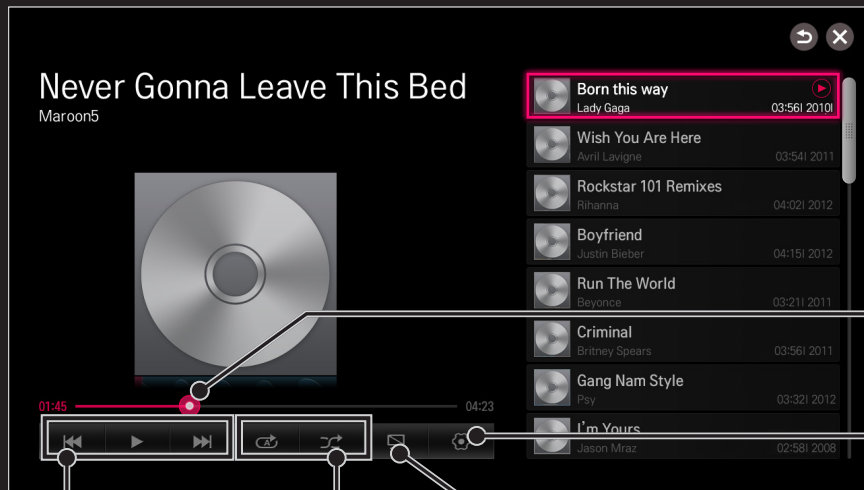 Never Gonna Leave This Bed
Maroon5
01:45
04:23
A
Born this way
Lady Gaga 03:56| 2010|
Wish You Are Here
Avril Lavigne 03:54| 2011
Rockstar 101 Remixes
Rihanna 04:02| 2012
Boyfriend
Justin Bieber 04:15| 2012
Run The World
Beyonce 03:21| 2011
Criminal
Britney Spears 03:56| 2011
Gang Nam Style
Psy 03:32| 2012
I'm Yours
Jason Mraz 02:58| 2008